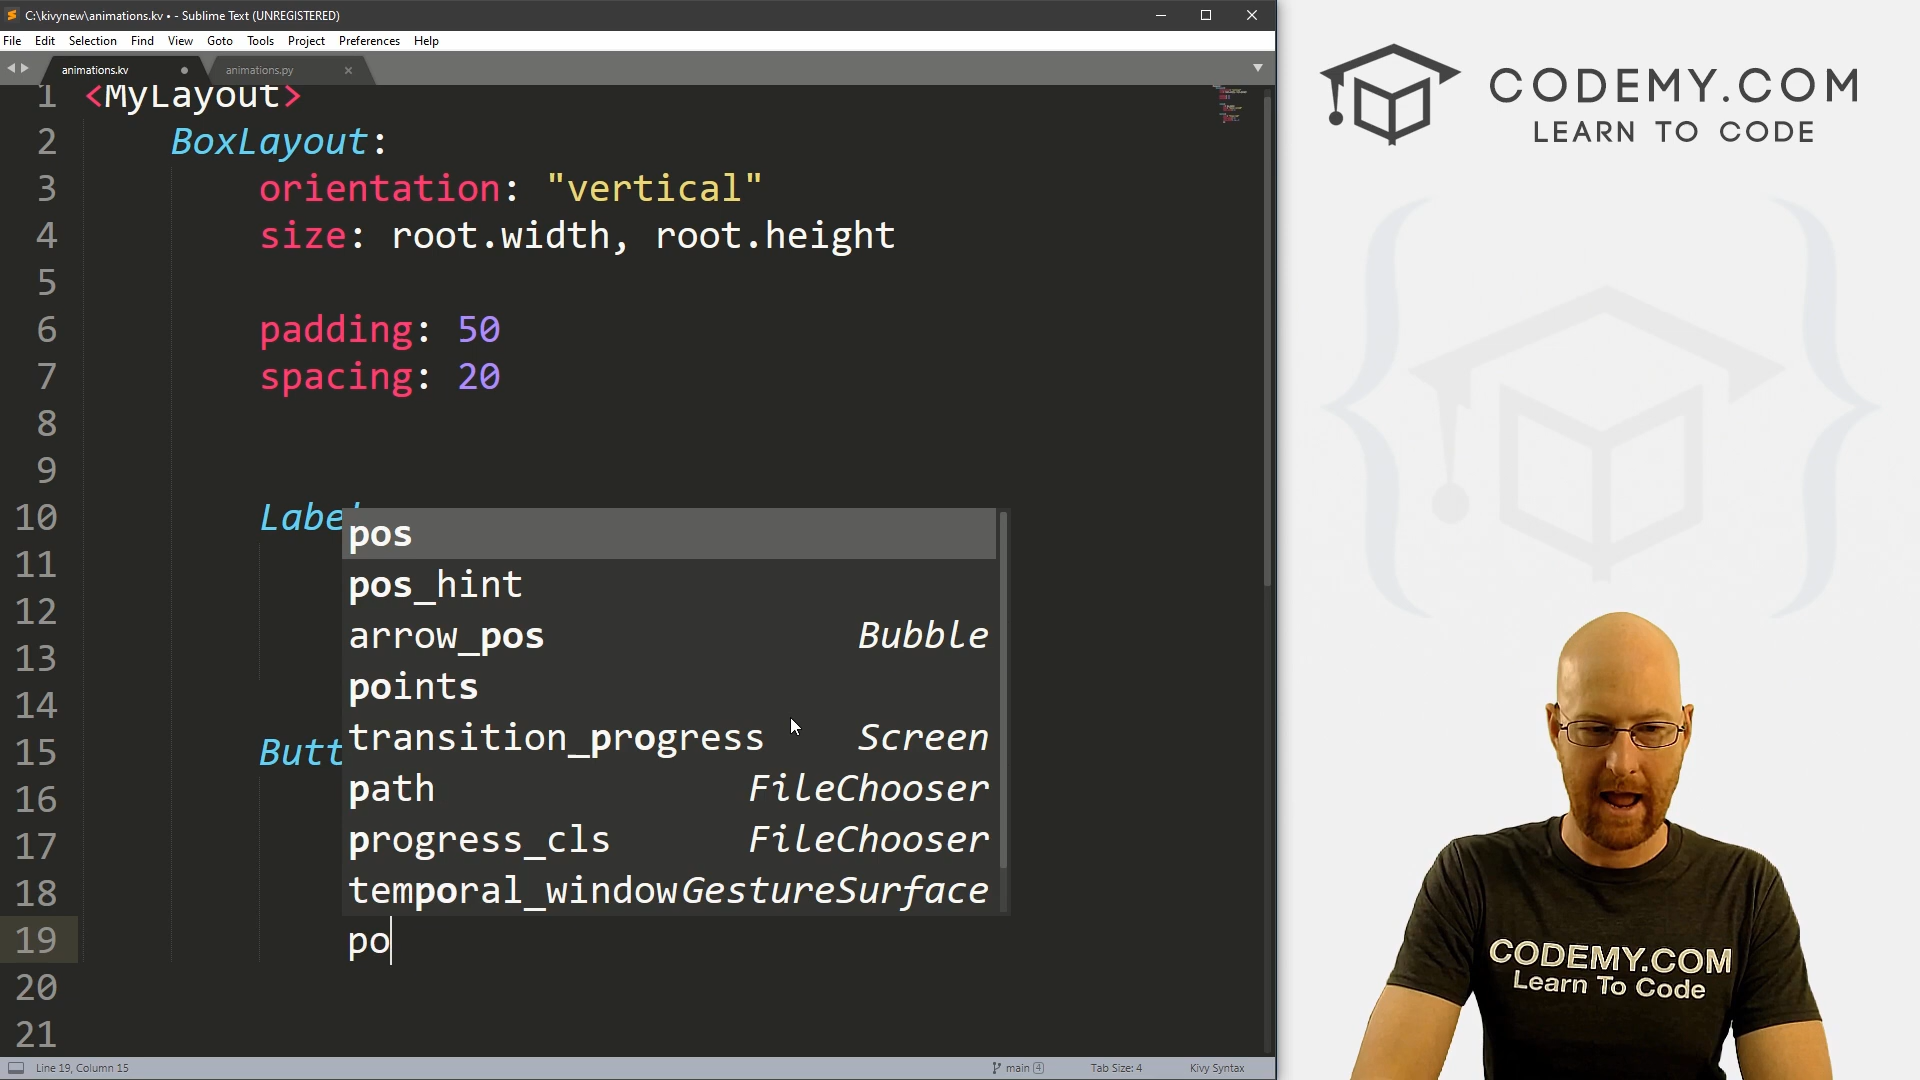 C:\kivynew\animations.kv • - Sublime Text (UNREGISTERED)
File Edit Selection Find View Goto Tools Project Preferences Help
animations.kv
animations.py
1 <MyLayout>
2 BoxLayout:
3 orientation: "vertical"
4 size: root.width, root.height
5
6 padding: 50
7 spacing: 20
8
9
10 Label
11
12
13
14
15 Butt
16
17
18
19 po
20
21
pos
pos_hint
arrow_pos Bubble
points
transition_progress Screen
path FileChooser
progress_cls FileChooser
temporal_window GestureSurface
Line 19, Column 15
main 4
Tab Size: 4
Kivy Syntax
CODEMY.COM
LEARN TO CODE
CODEMY.COM
Learn To Code